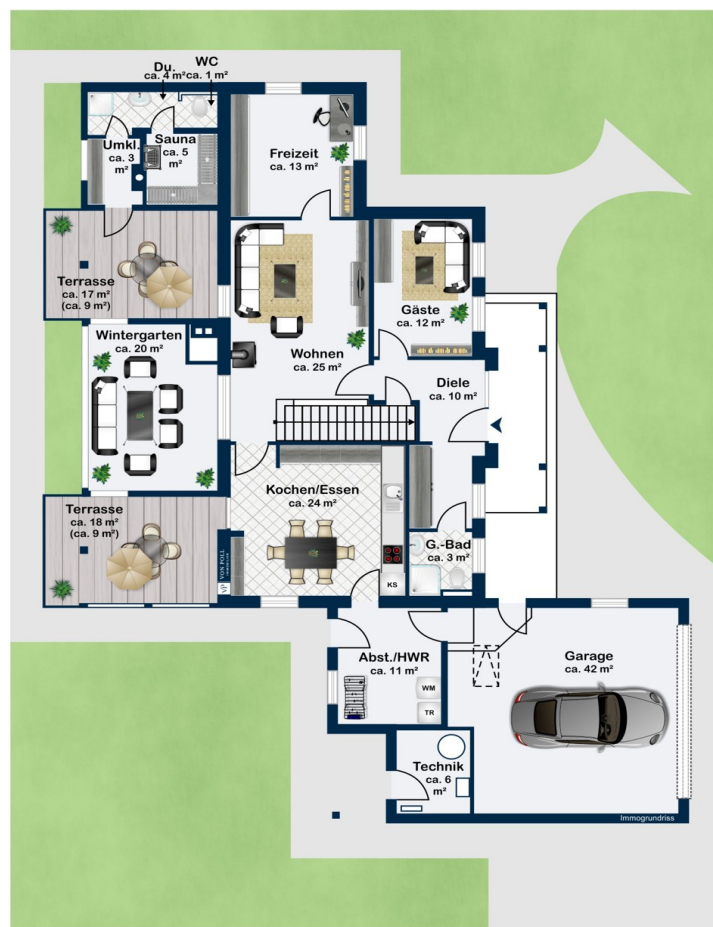 WC
Du.
ca. 4 m²
ca. 1 m²
Umkl.
ca. 3
m²
Sauna
ca. 5
m²
Freizeit
ca. 13 m²
Terrasse
ca. 17 m²
(ca. 9 m²)
Gäste
ca. 12 m²
Wintergarten
ca. 20 m²
Wohnen
ca. 25 m²
Diele
ca. 10 m²
Kochen/Essen
ca. 24 m²
Terrasse
ca. 18 m²
(ca. 9 m²)
VP VON POLL
IMMOBILIEN
G.-Bad
ca. 3 m²
KS
Abst./HWR
ca. 11 m²
WM
TR
Garage
ca. 42 m²
Technik
ca. 6
m²
Immogrundriss